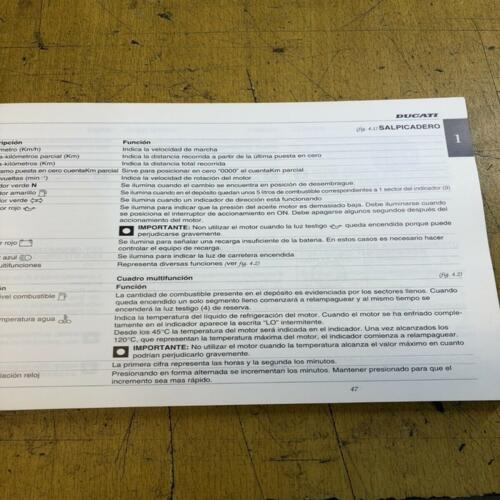 DUCATI
(fig. 4.1) SALPICADERO
1
ripción Función
metro (Km/h) Indica la velocidad de marcha
a-kilómetros parcial (Km) Indica la distancia recorrida a partir de la última puesta en cero
a-kilómetros (Km) Indica la distancia total recorrida
amo puesta en cero cuentaKm parcial Sirve para posicionar en cero "0000" el cuentaKm parcial
vueltas (min⁻¹) Indica la velocidad de rotación del motor
dor verde N Se ilumina cuando el cambio se encuentra en posición de desembrague.
dor amarillo Se ilumina cuando en el depósito quedan unos 5 litros de combustible correspondientes a 1 sector del indicador (9)
dor verde Se ilumina cuando un indicador de dirección está funcionando
or rojo Se ilumina para indicar que la presión del aceite motor es demasiado baja. Debe iluminarse cuando
se posiciona el interruptor de accionamiento en ON. Debe apagarse algunos segundos después del
accionamiento del motor.
IMPORTANTE: Non utilizar el motor cuando la luz testigo queda encendida porque puede
perjudicarse gravemente.
or rojo Se ilumina para señalar una recarga insuficiente de la batería. En estos casos es necesario hacer
controlar el equipo de recarga.
azul Se ilumina para indicar la luz de carretera encendida
ultifunciones Representa diversas funciones (ver fig. 4.2)
(fig. 4.2)
Cuadro multifunción
ón Función
ivel combustible La cantidad de combustible presente en el depósito es evidenciada por los sectores llenos. Cuando
queda encendido un solo segmento lleno comenzará a relampaguear y al mismo tiempo se
encenderá la luz testigo (4) de reserva.
emperatura agua Indica la temperatura del líquido de refrigeración del motor. Cuando el motor se ha enfriado comple-
tamente en el indicador aparece la escrita "LO" intermitente.
Desde los 45°C la temperatura del motor será indicada en el indicador. Una vez alcanzados los
120°C, que representan la temperatura máxima del motor, el indicador comienza a relampaguear.
IMPORTANTE: No utilizar el motor cuando la temperatura alcanza el valor máximo en cuanto
podrían perjudicarlo gravemente.
La primera cifra representa las horas y la segunda los minutos.
lación reloj Presionando en forma alternada se incrementan los minutos. Mantener presionado para que el
incremento sea mas rápido.
47